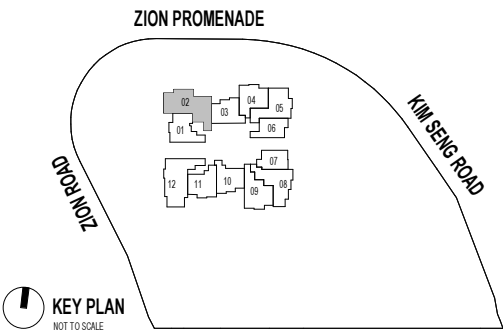 ZION PROMENADE
KIM SENG ROAD
ZION ROAD
02
03
04
05
01
06
07
12
11
10
09
08
KEY PLAN
NOT TO SCALE